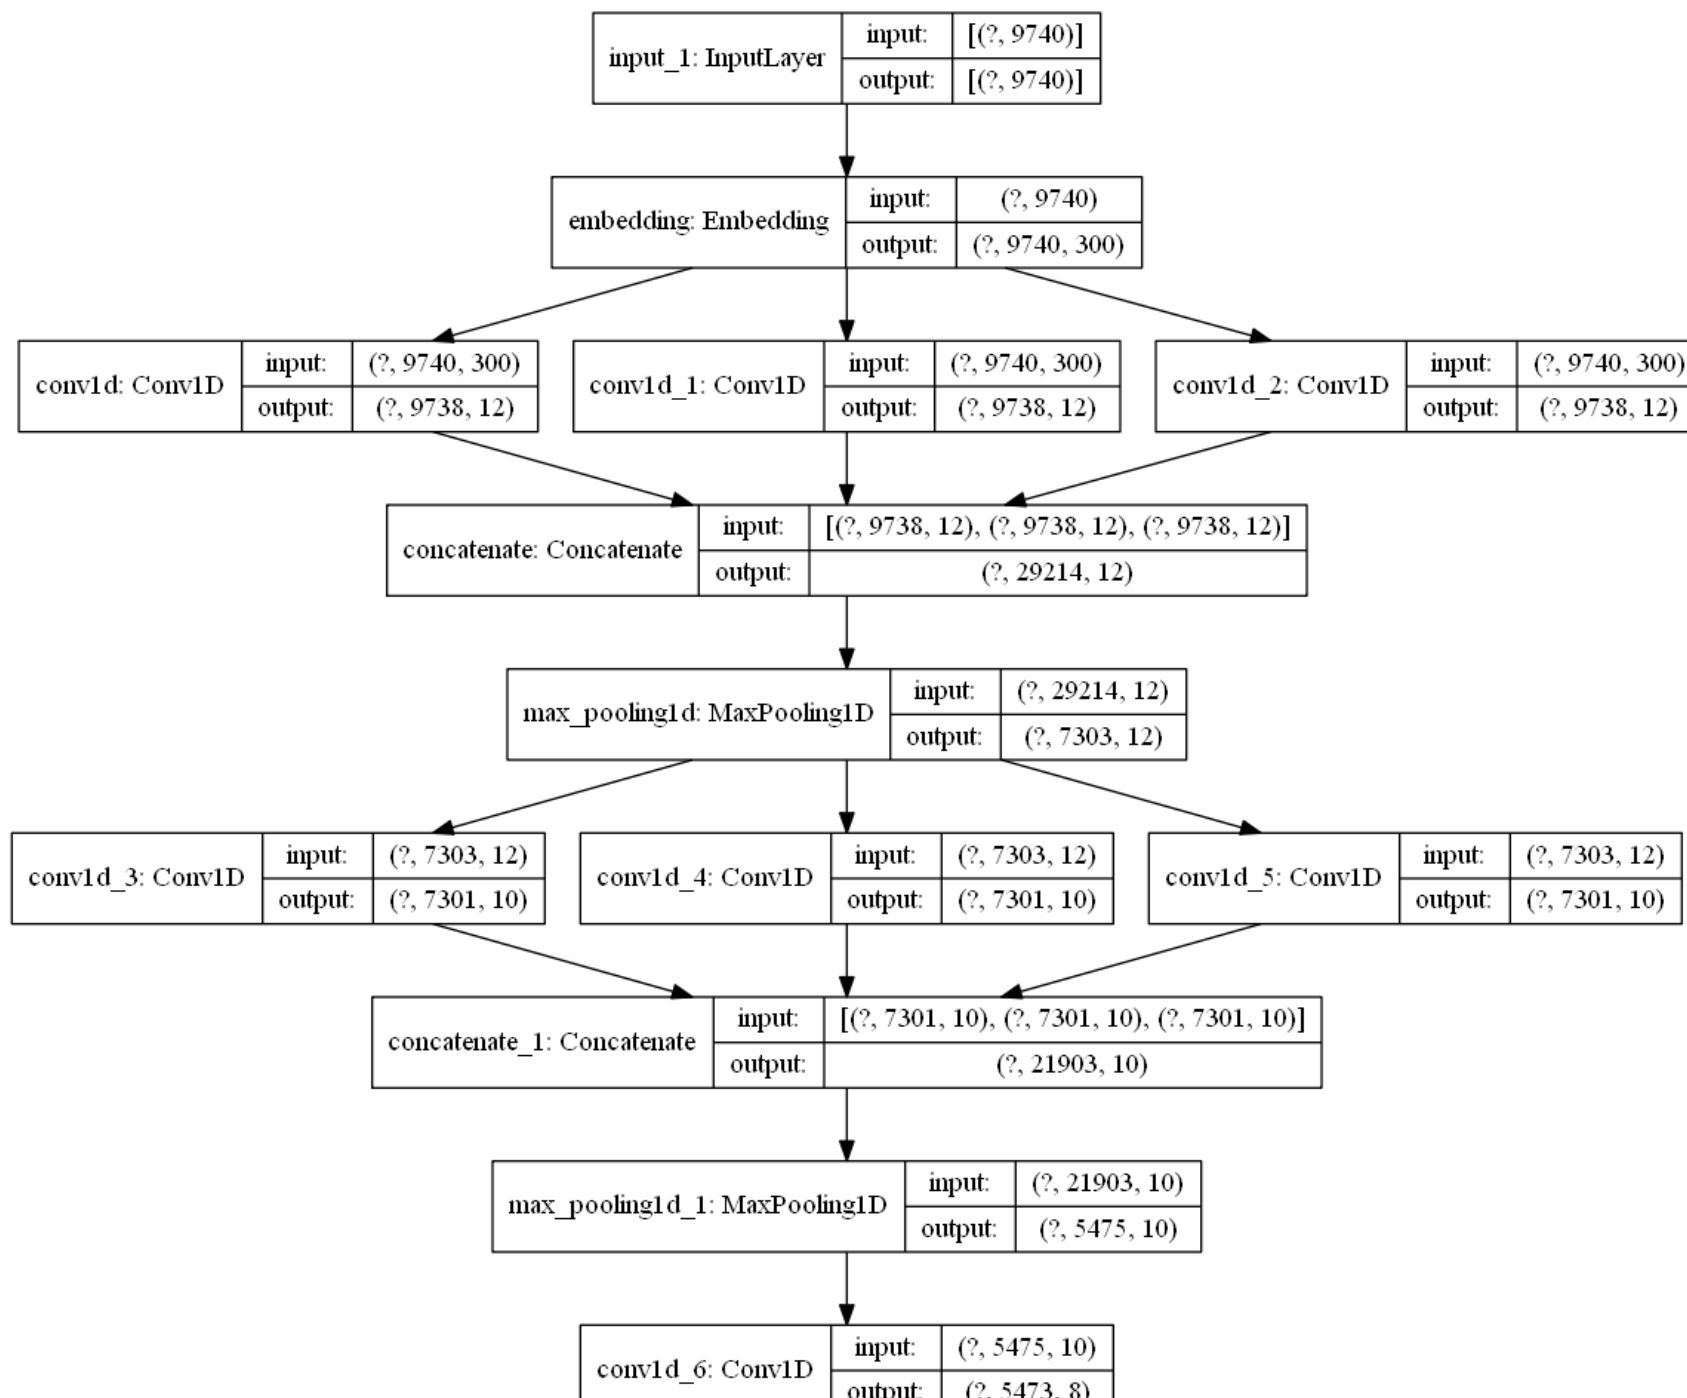 input_1: InputLayer
input: [(?, 9740)]
output: [(?, 9740)]
embedding: Embedding
input: (?, 9740)
output: (?, 9740, 300)
conv1d: Conv1D
input: (?, 9740, 300)
output: (?, 9738, 12)
conv1d_1: Conv1D
input: (?, 9740, 300)
output: (?, 9738, 12)
conv1d_2: Conv1D
input: (?, 9740, 300)
output: (?, 9738, 12)
concatenate: Concatenate
input: [(?, 9738, 12), (?, 9738, 12), (?, 9738, 12)]
output: (?, 29214, 12)
max_pooling1d: MaxPooling1D
input: (?, 29214, 12)
output: (?, 7303, 12)
conv1d_3: Conv1D
input: (?, 7303, 12)
output: (?, 7301, 10)
conv1d_4: Conv1D
input: (?, 7303, 12)
output: (?, 7301, 10)
conv1d_5: Conv1D
input: (?, 7303, 12)
output: (?, 7301, 10)
concatenate_1: Concatenate
input: [(?, 7301, 10), (?, 7301, 10), (?, 7301, 10)]
output: (?, 21903, 10)
max_pooling1d_1: MaxPooling1D
input: (?, 21903, 10)
output: (?, 5475, 10)
conv1d_6: Conv1D
input: (?, 5475, 10)
output: (?, 5473, 8)